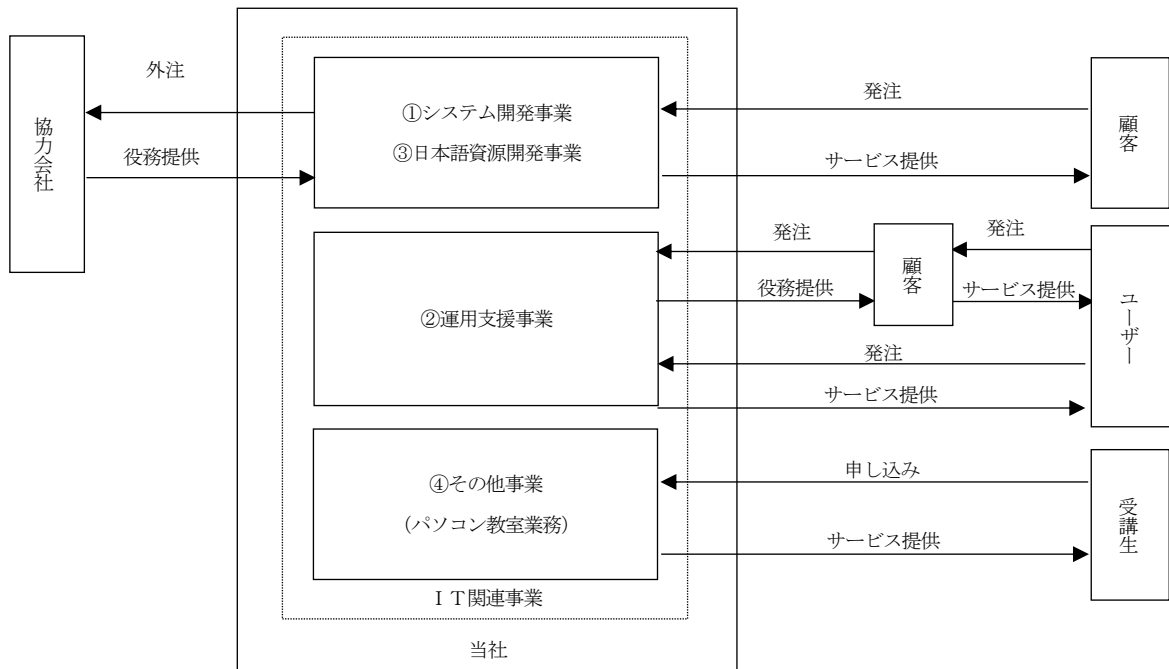 外注
協力会社
役務提供
①システム開発事業
③日本語資源開発事業
発注
サービス提供
顧客
②運用支援事業
発注
役務提供
顧客
発注
サービス提供
発注
サービス提供
ユーザー
④その他事業
（パソコン教室業務）
申し込み
サービス提供
受講生
ＩＴ関連事業
当社